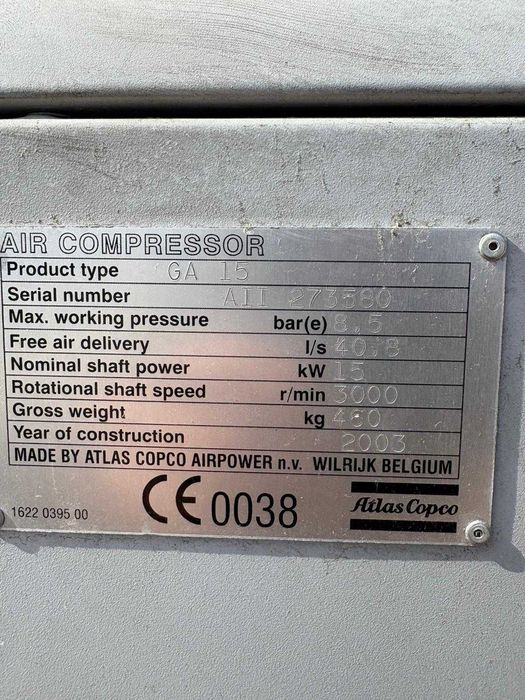 AIR COMPRESSOR
Product type GA 15
Serial number AII 273580
Max. working pressure bar(e) 8,5
Free air delivery l/s 40,8
Nominal shaft power kW 15
Rotational shaft speed r/min 3000
Gross weight kg 460
Year of construction 2003
MADE BY ATLAS COPCO AIRPOWER n.v. WILRIJK BELGIUM
1622 0395 00 CE 0038 Atlas Copco